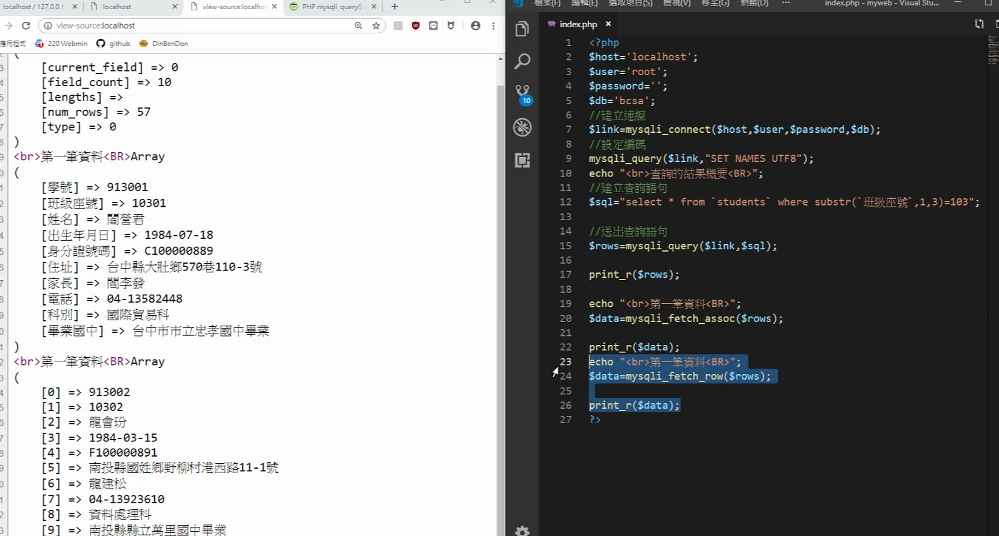 localhost / 127.0.0.1
localhost
view-source:localho
PHP mysqli_query()
view-source:localhost
應用程式
220 Webmin
github
DinBenDon
(
[current_field] => 0
[field_count] => 10
[lengths] =>
[num_rows] => 57
[type] => 0
)
<br>第一筆資料<BR>Array
(
[學號] => 913001
[班級座號] => 10301
[姓名] => 閻營君
[出生年月日] => 1984-07-18
[身分證號碼] => C100000889
[住址] => 台中縣大肚鄉570巷110-3號
[家長] => 閻李發
[電話] => 04-13582448
[科別] => 國際貿易科
[畢業國中] => 台中市市立忠孝國中畢業
)
<br>第一筆資料<BR>Array
(
[0] => 913002
[1] => 10302
[2] => 龍會玢
[3] => 1984-03-15
[4] => F100000891
[5] => 南投縣國姓鄉野柳村港西路11-1號
[6] => 龍建松
[7] => 04-13923610
[8] => 資料處理科
[9] => 南投縣縣立萬里國中畢業
檔案(F) 編輯(E) 選取項目(S) 檢視(V) 移至(G) 偵錯(D) ··· index.php - myweb - Visual Stu...
index.php
10
1 <?php
2 $host='localhost';
3 $user='root';
4 $password='';
5 $db='bcsa';
6 //建立連線
7 $link=mysqli_connect($host,$user,$password,$db);
8 //設定編碼
9 mysqli_query($link,"SET NAMES UTF8");
10 echo "<br>查詢的結果概要<BR>";
11 //建立查詢語句
12 $sql="select * from `students` where substr(`班級座號`,1,3)=103";
13
14 //送出查詢語句
15 $rows=mysqli_query($link,$sql);
16
17 print_r($rows);
18
19 echo "<br>第一筆資料<BR>";
20 $data=mysqli_fetch_assoc($rows);
21
22 print_r($data);
23 echo "<br>第一筆資料<BR>";
24 $data=mysqli_fetch_row($rows);
25
26 print_r($data);
27 ?>